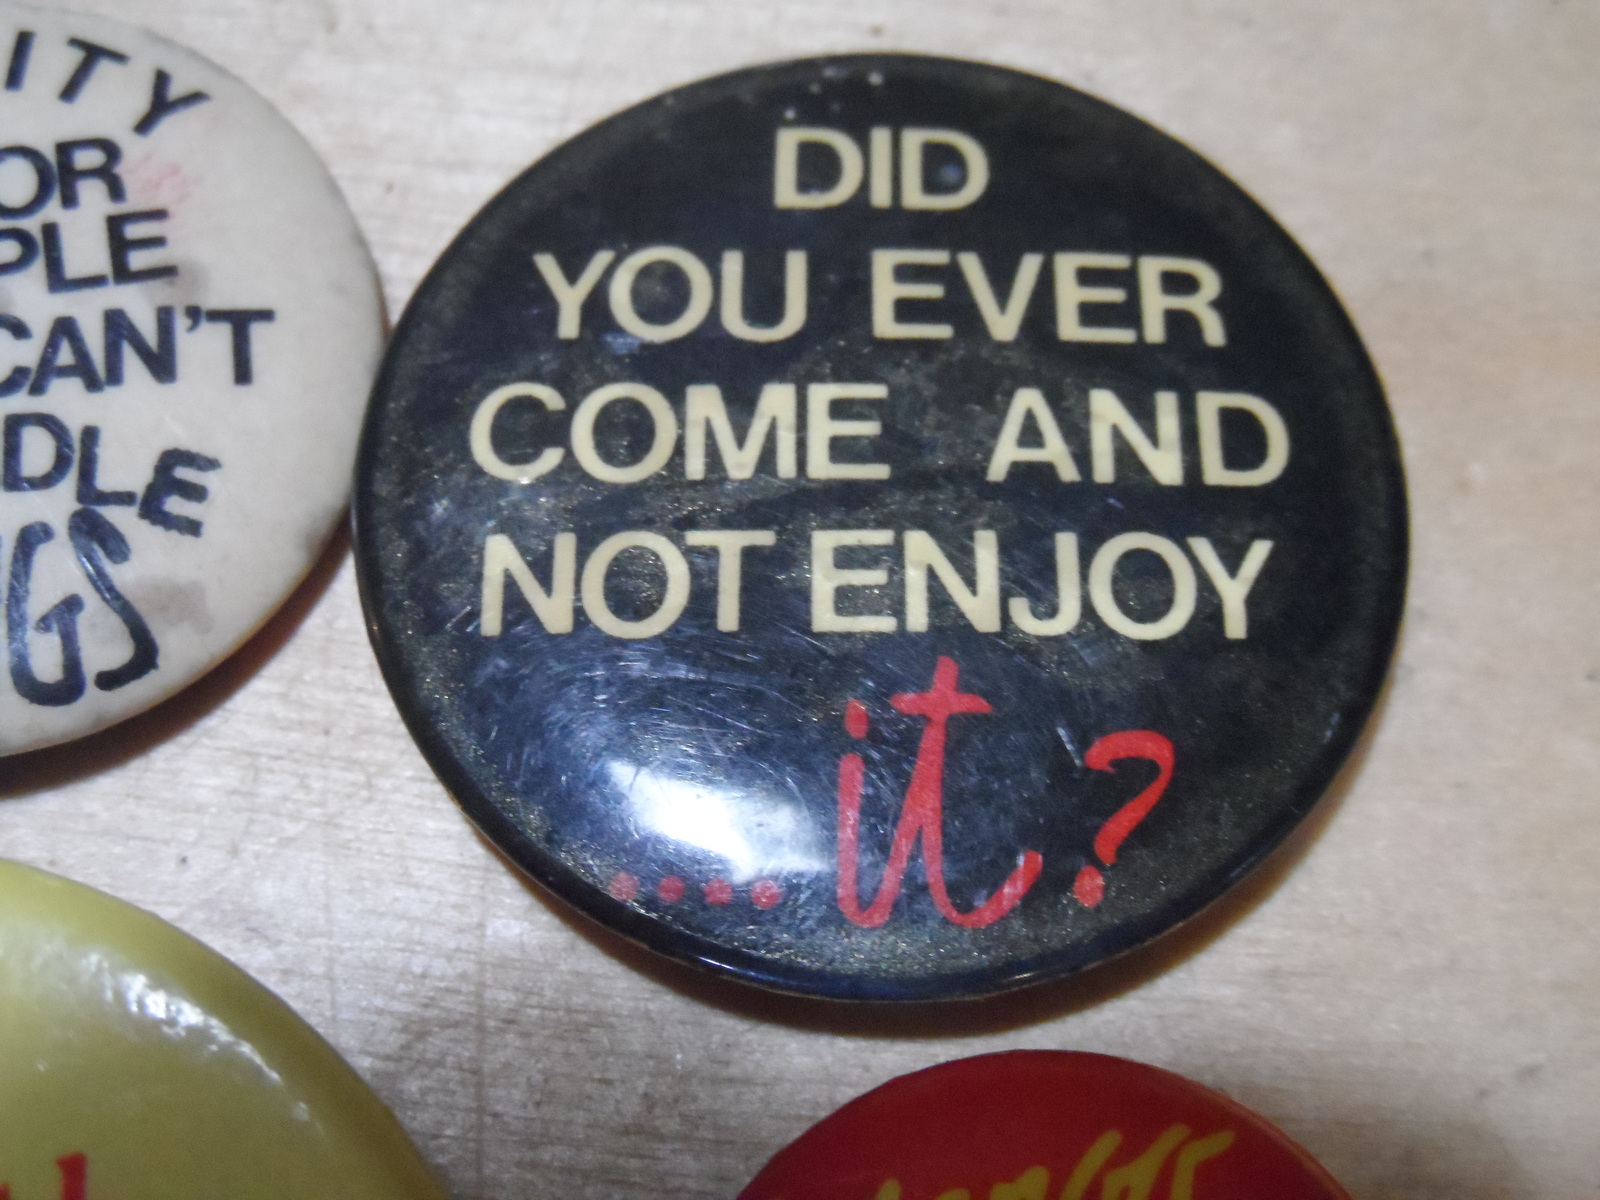 ITY
OR
PLE
CAN'T
DLE
GS
DID
YOU EVER
COME AND
NOT ENJOY
.... it?